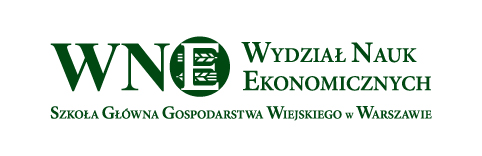 WNE
Wydział Nauk
Ekonomicznych
Szkoła Główna Gospodarstwa Wiejskiego w Warszawie